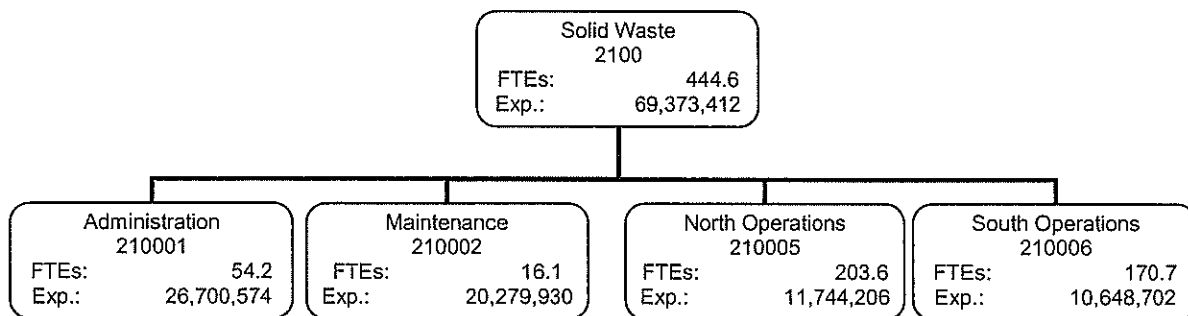 Solid Waste
2100
FTEs: 444.6
Exp.: 69,373,412
Administration
210001
FTEs: 54.2
Exp.: 26,700,574
Maintenance
210002
FTEs: 16.1
Exp.: 20,279,930
North Operations
210005
FTEs: 203.6
Exp.: 11,744,206
South Operations
210006
FTEs: 170.7
Exp.: 10,648,702